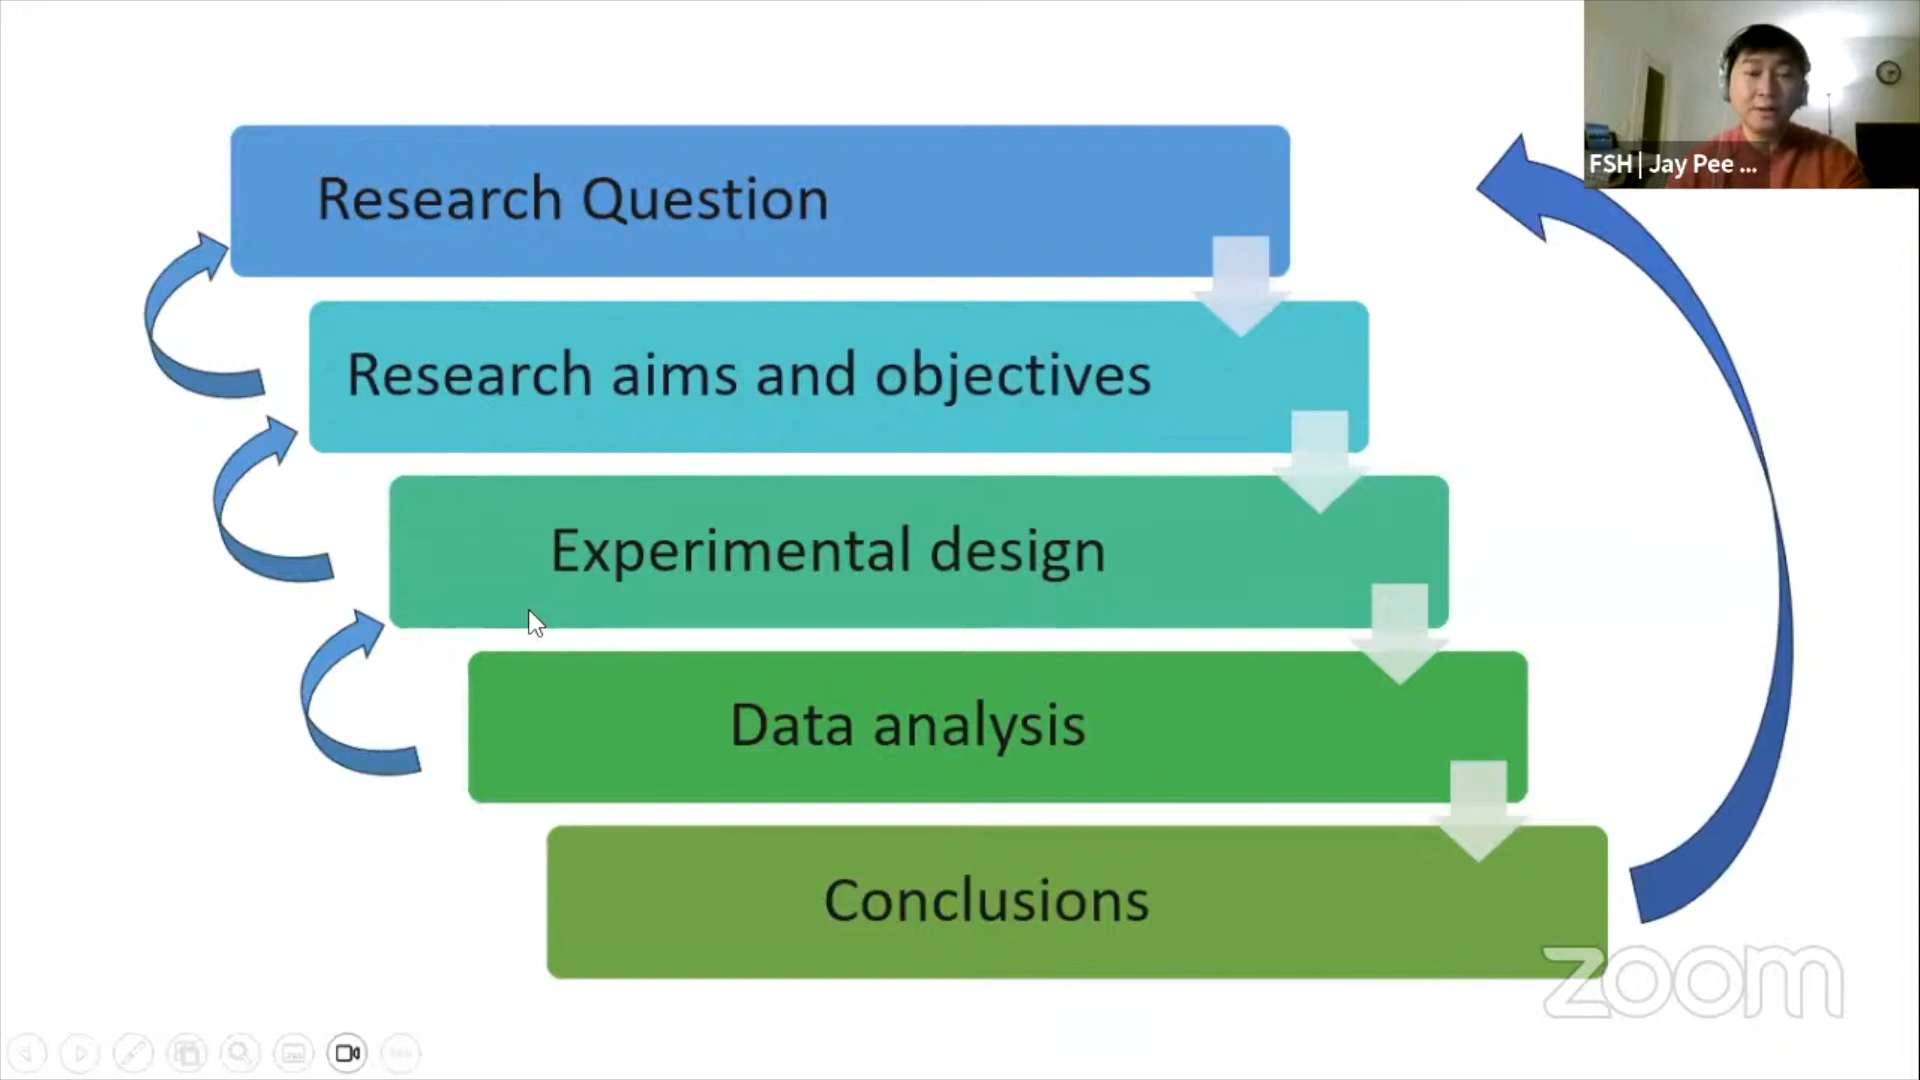 FSH | Jay Pee ...
Research Question
Research aims and objectives
Experimental design
Data analysis
Conclusions
zoom